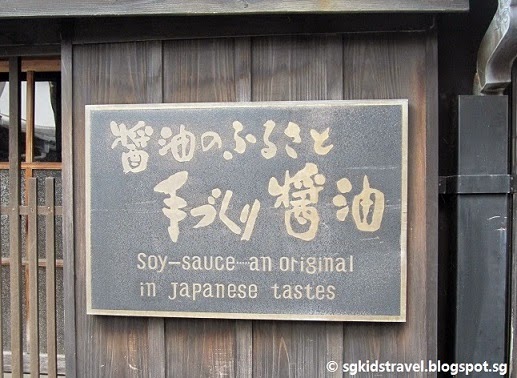 醤油のふるさと
手づくり醤油
Soy-sauce····an original
in Japanese tastes
© sgkidstravel.blogspot.sg